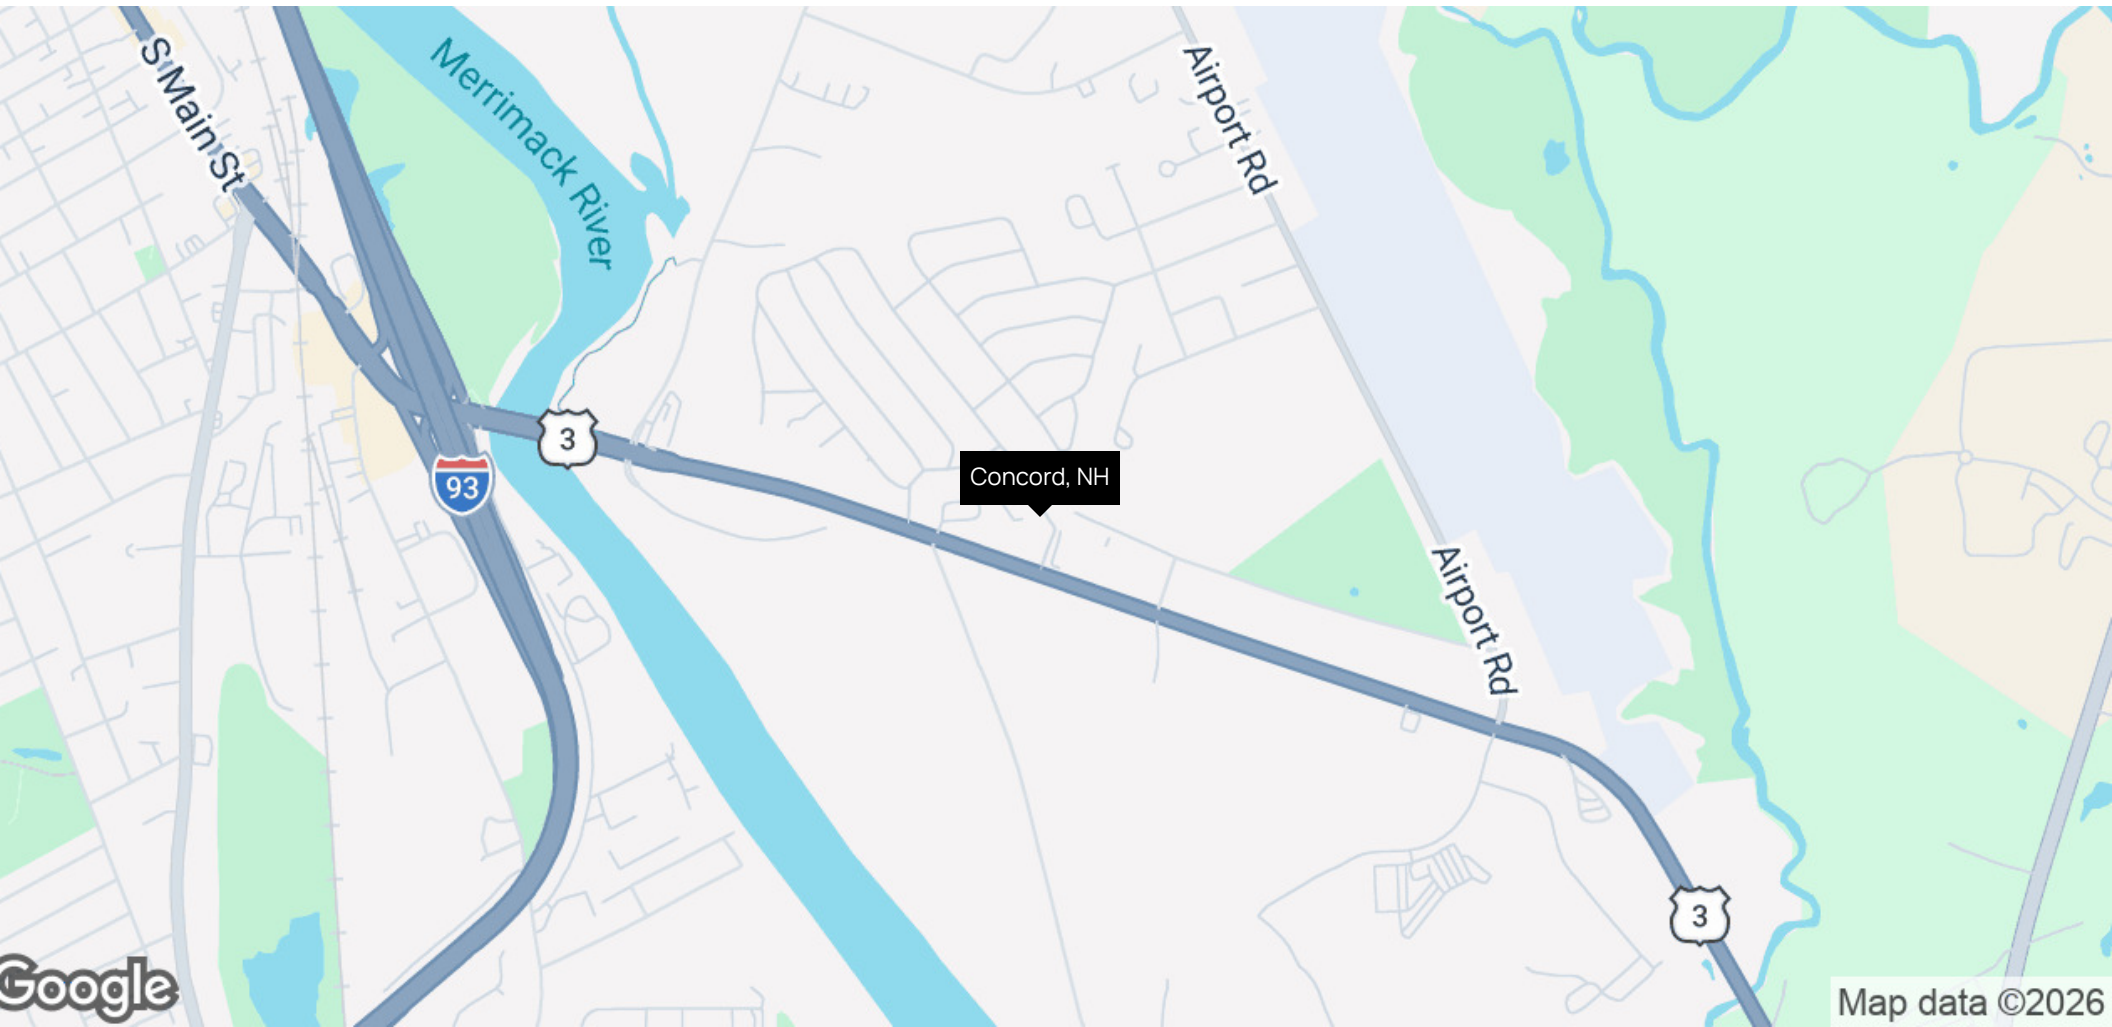 S Main St
Merrimack River
Airport Rd
3
93
Concord, NH
Airport Rd
3
Google
Map data ©2026